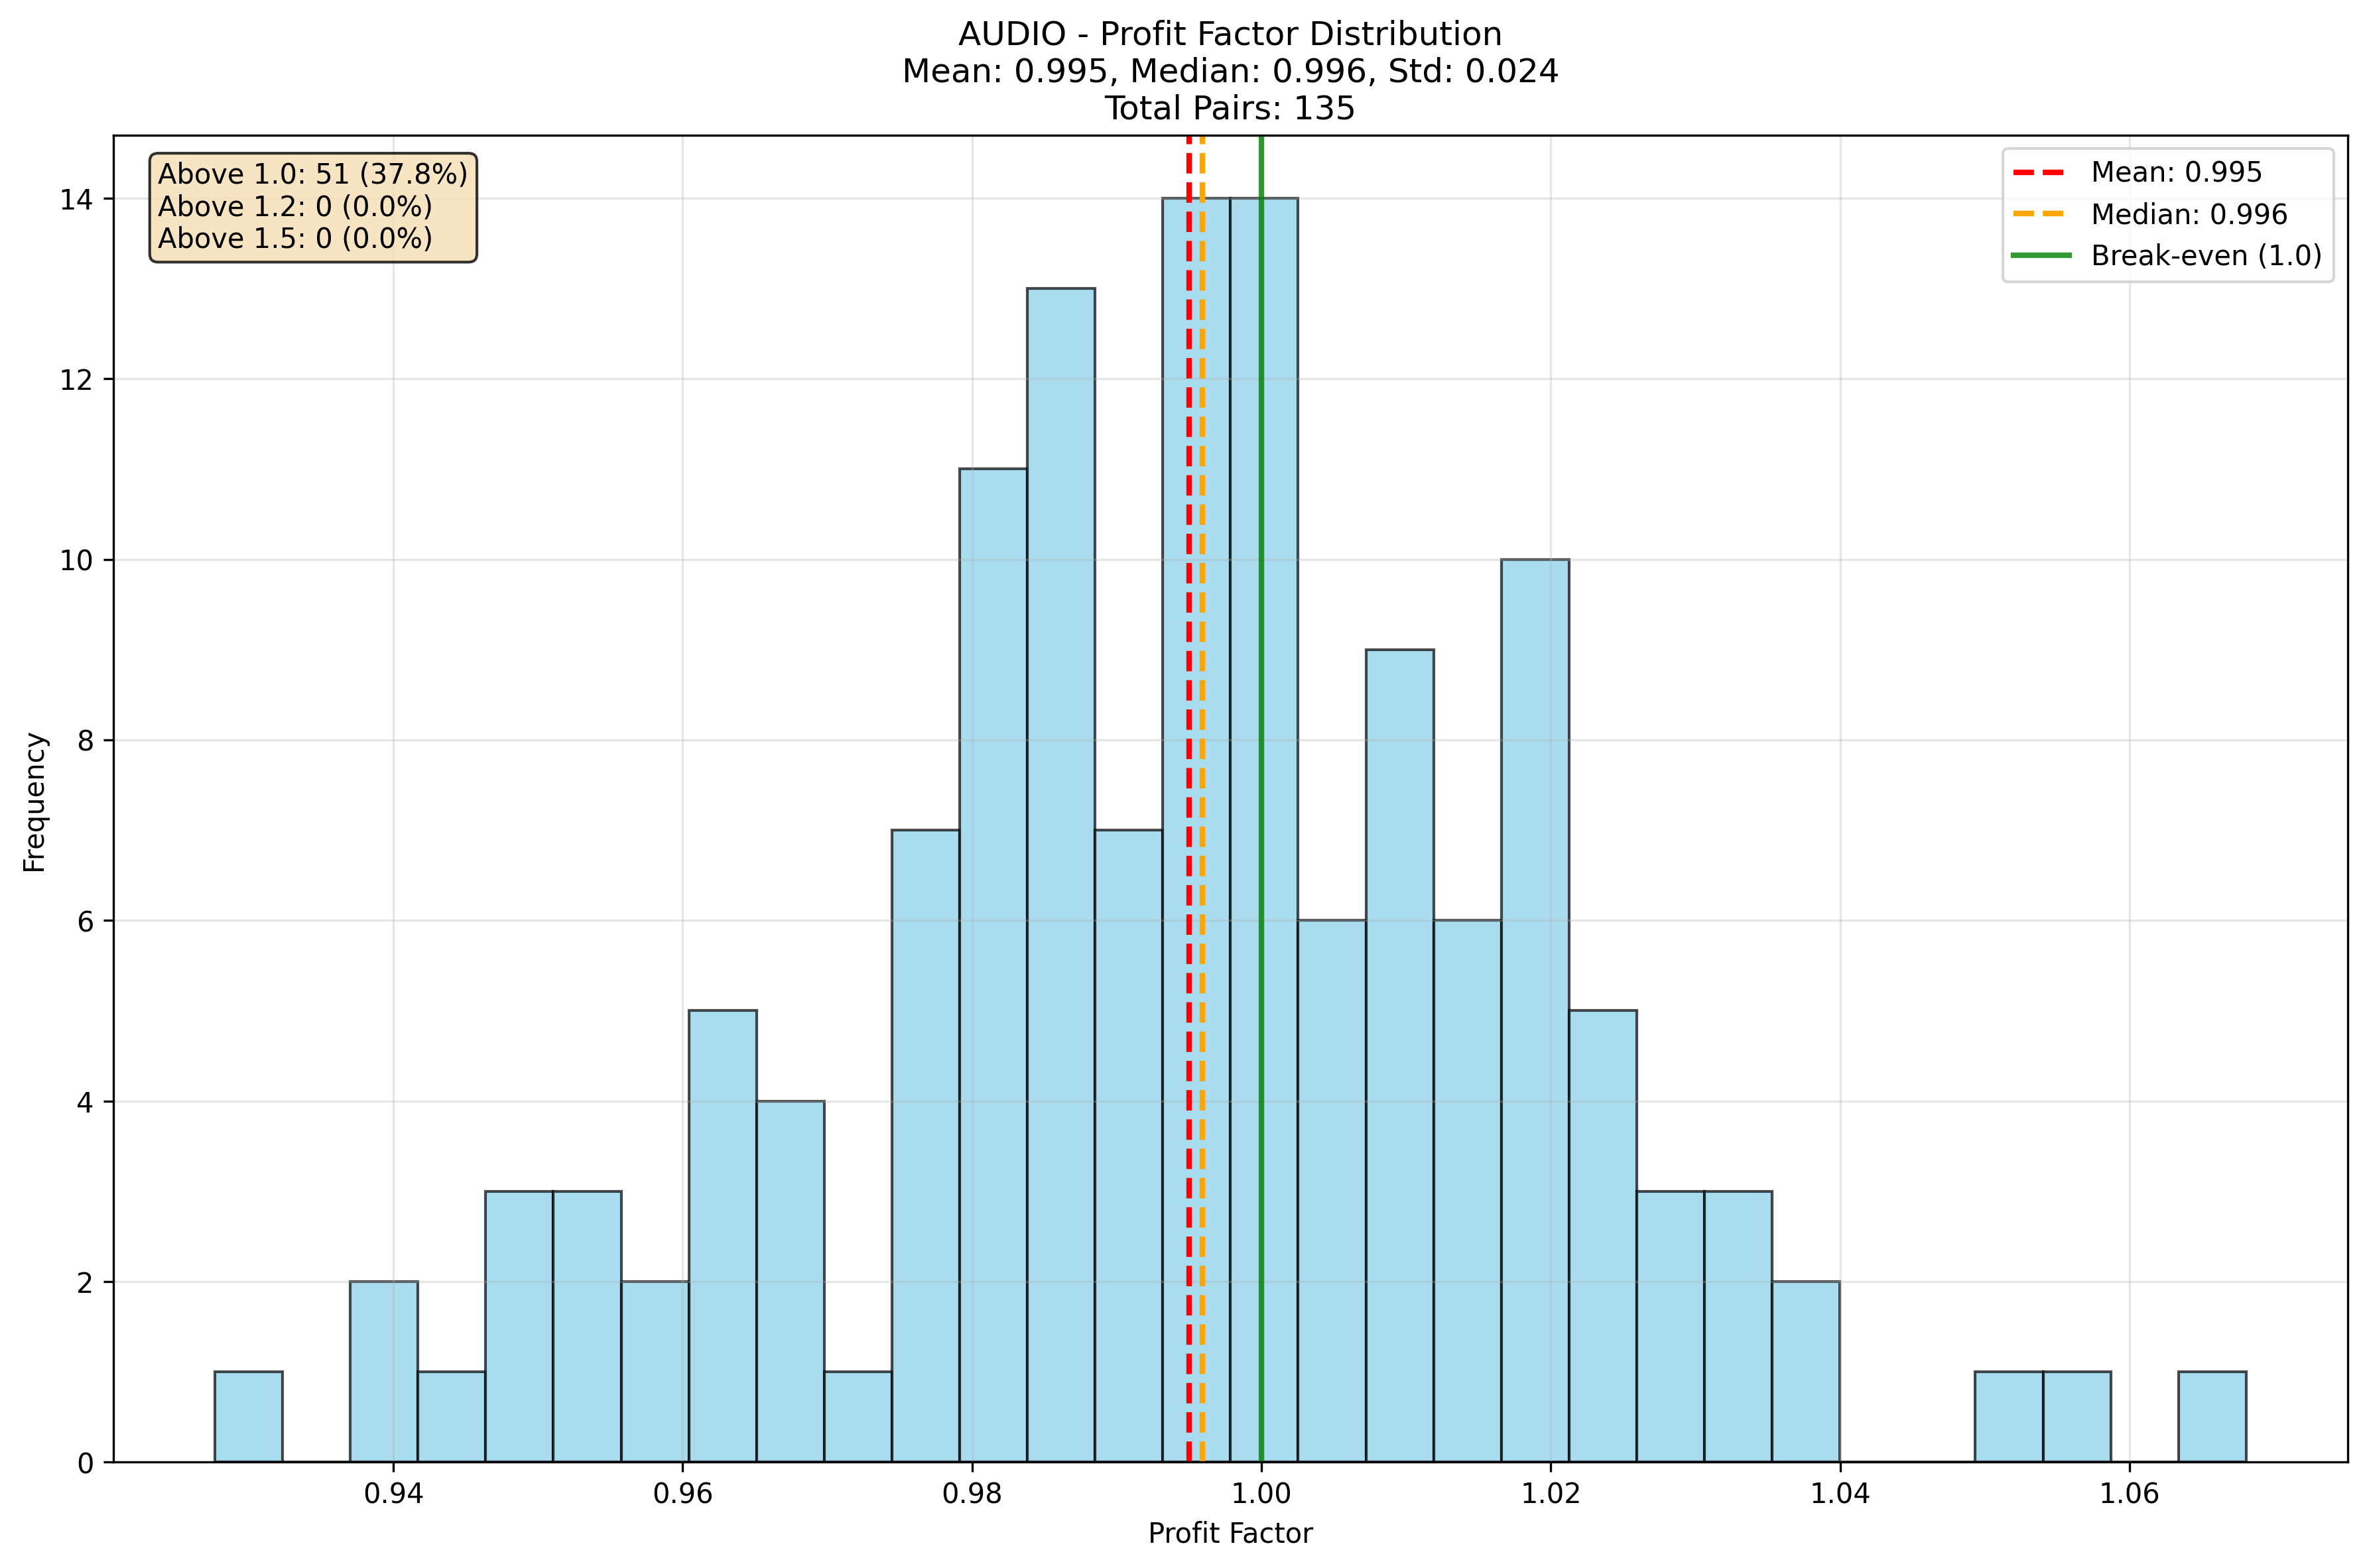 AUDIO - Profit Factor Distribution
Mean: 0.995, Median: 0.996, Std: 0.024
Total Pairs: 135
Above 1.0: 51 (37.8%)
Above 1.2: 0 (0.0%)
Above 1.5: 0 (0.0%)
Mean: 0.995
Median: 0.996
Break-even (1.0)
Frequency
14
12
10
8
6
4
2
0
0.94
0.96
0.98
1.00
1.02
1.04
1.06
Profit Factor